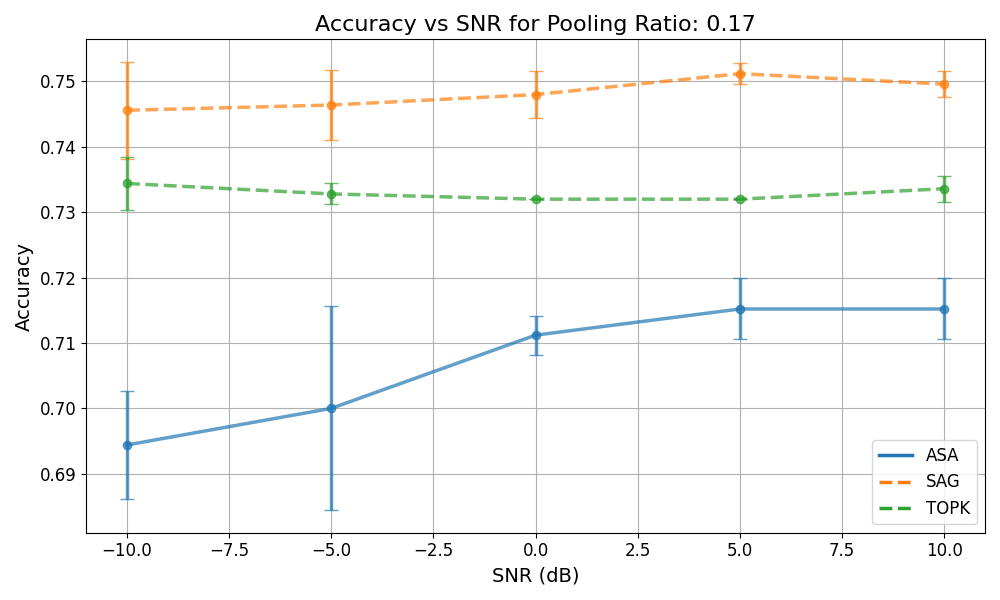 Accuracy vs SNR for Pooling Ratio: 0.17
Accuracy
0.75
0.74
0.73
0.72
0.71
0.70
0.69
−10.0 −7.5 −5.0 −2.5 0.0 2.5 5.0 7.5 10.0
SNR (dB)
ASA
SAG
TOPK